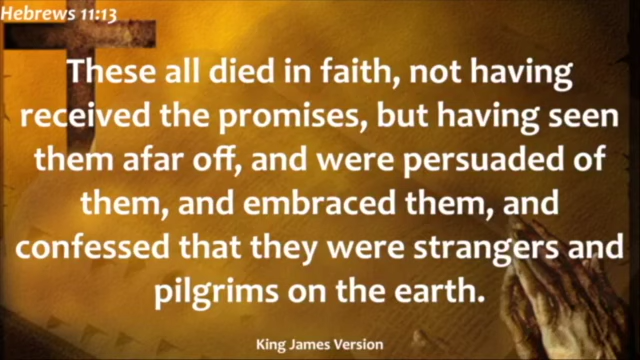 Hebrews 11:13
These all died in faith, not having
received the promises, but having seen
them afar off, and were persuaded of
them, and embraced them, and
confessed that they were strangers and
pilgrims on the earth.
King James Version